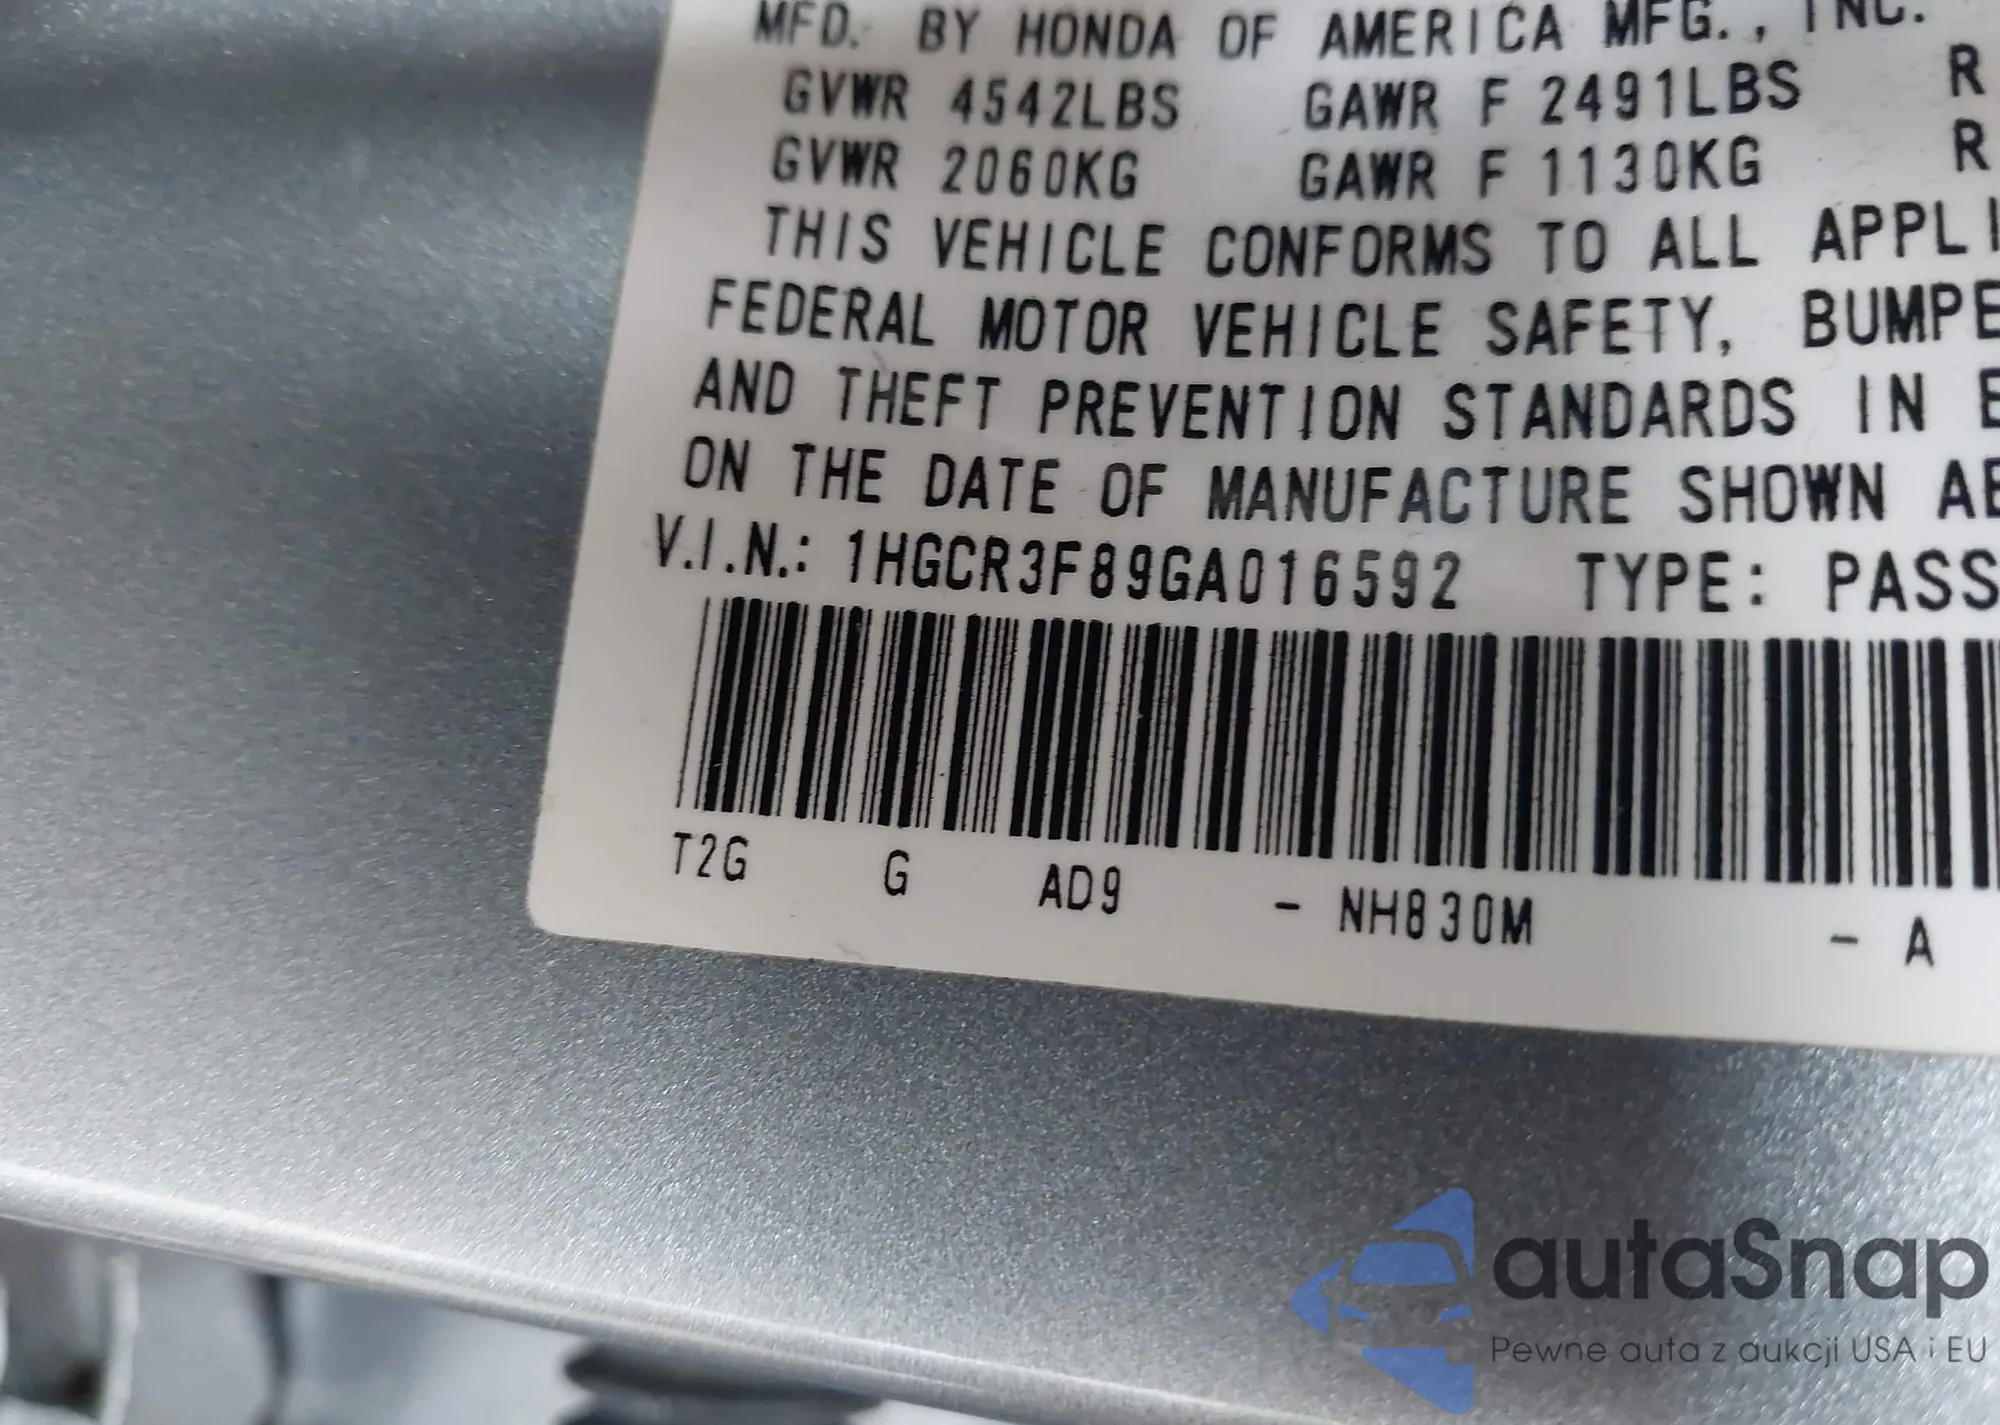 MFD. BY HONDA OF AMERICA MFG., INC.
GVWR 4542LBS GAWR F 2491LBS R
GVWR 2060KG GAWR F 1130KG R
THIS VEHICLE CONFORMS TO ALL APPLI
FEDERAL MOTOR VEHICLE SAFETY, BUMPE
AND THEFT PREVENTION STANDARDS IN E
ON THE DATE OF MANUFACTURE SHOWN AB
V.I.N.: 1HGCR3F89GA016592 TYPE: PASS
T2G G AD9 - NH830M - A
autaSnap
Pewne auta z aukcji USA i EU